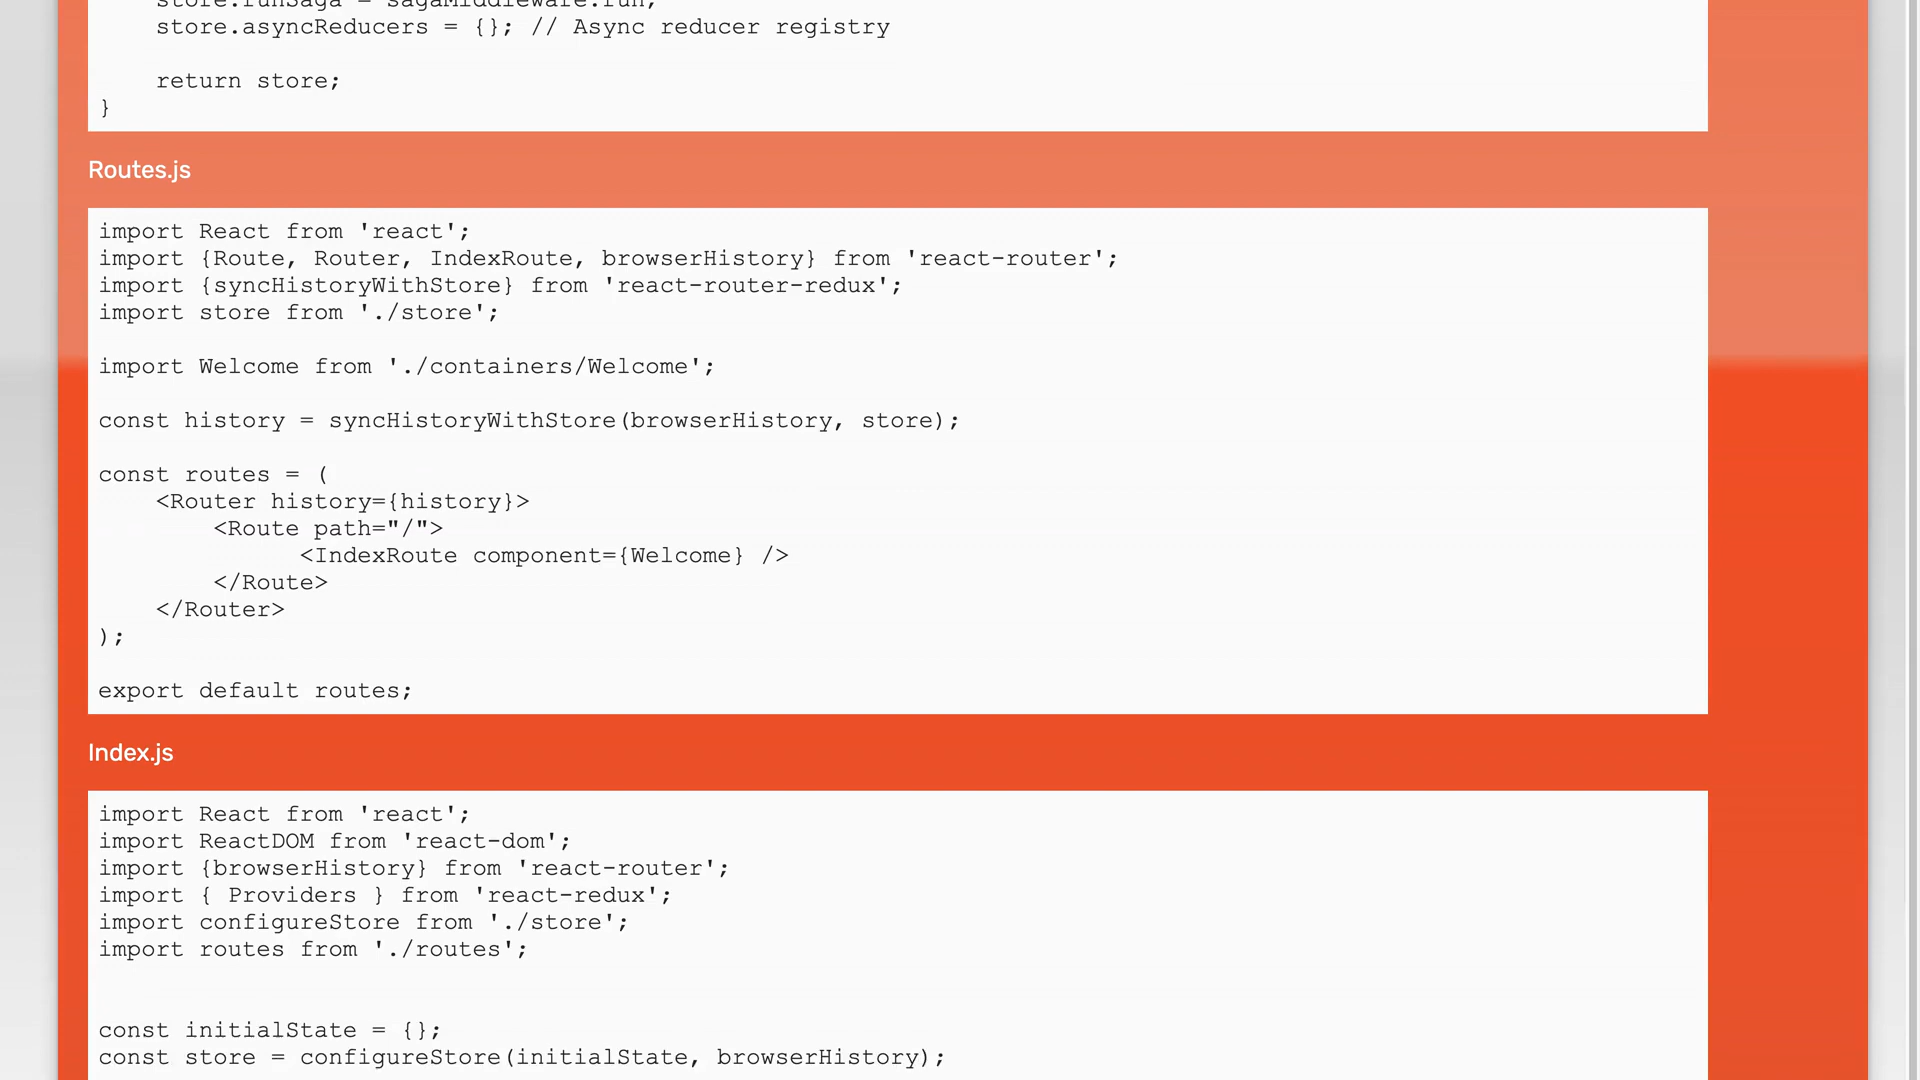 store.runSaga = sagaMiddleware.run;
store.asyncReducers = {}; // Async reducer registry
return store;
}
Routes.js
import React from 'react';
import {Route, Router, IndexRoute, browserHistory} from 'react-router';
import {syncHistoryWithStore} from 'react-router-redux';
import store from './store';
import Welcome from './containers/Welcome';
const history = syncHistoryWithStore(browserHistory, store);
const routes = (
<Router history={history}>
<Route path="/">
<IndexRoute component={Welcome} />
</Route>
</Router>
);
export default routes;
Index.js
import React from 'react';
import ReactDOM from 'react-dom';
import {browserHistory} from 'react-router';
import { Providers } from 'react-redux';
import configureStore from './store';
import routes from './routes';
const initialState = {};
const store = configureStore(initialState, browserHistory);